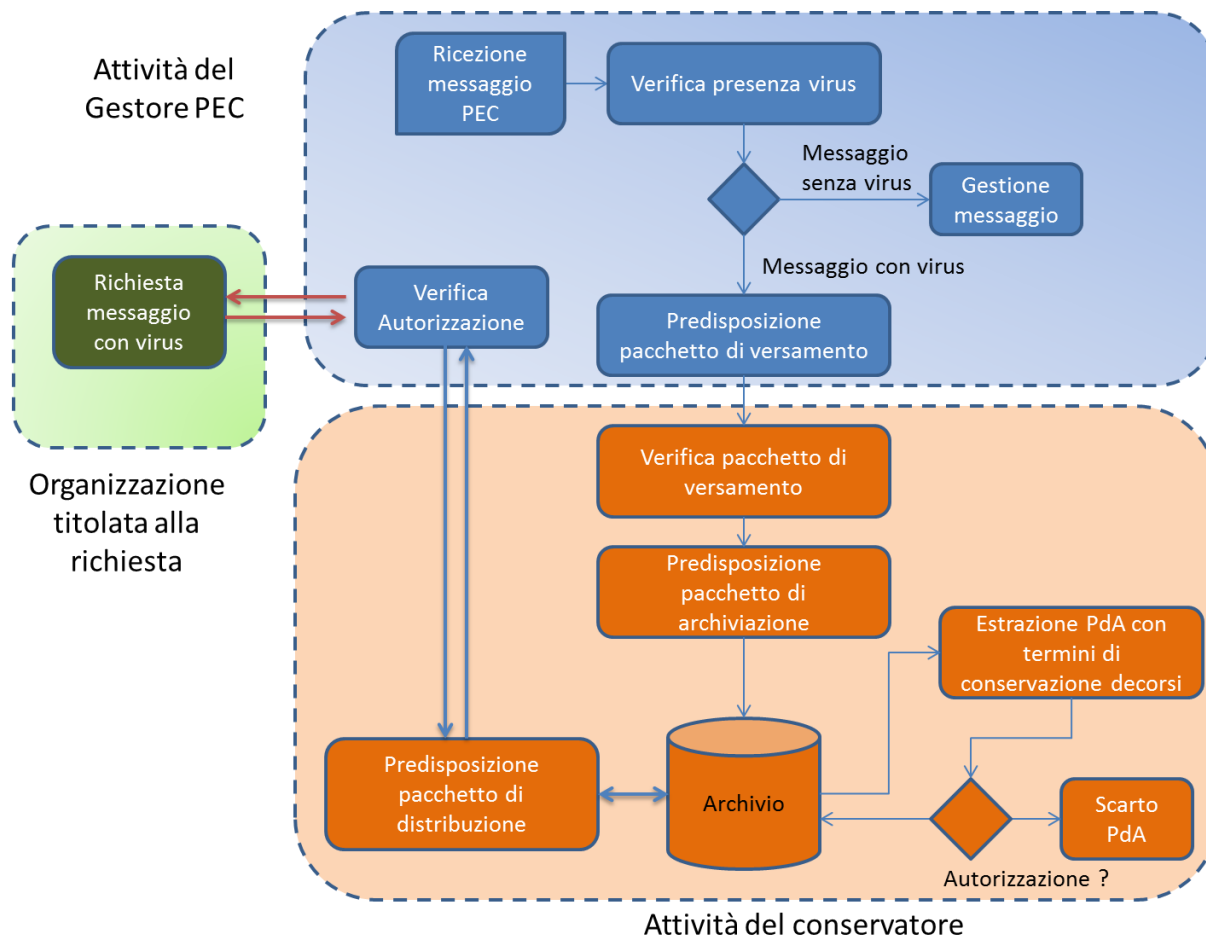 Attività del
Gestore PEC
Ricezione
messaggio
PEC
Verifica presenza virus
Messaggio
senza virus
Gestione
messaggio
Messaggio con virus
Richiesta
messaggio
con virus
Verifica
Autorizzazione
Predisposizione
pacchetto di versamento
Organizzazione
titolata alla
richiesta
Verifica pacchetto di
versamento
Predisposizione
pacchetto di
archiviazione
Estrazione PdA con
termini di
conservazione decorsi
Predisposizione
pacchetto di
distribuzione
Archivio
Scarto
PdA
Autorizzazione ?
Attività del conservatore